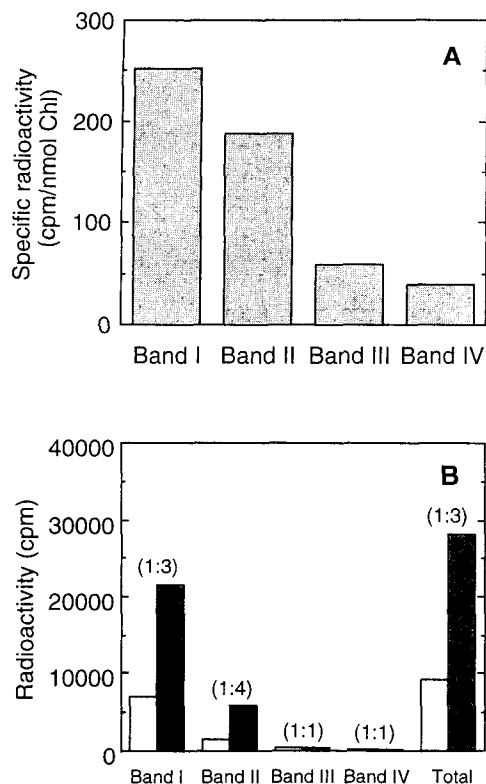 A
Specific radioactivity
(cpm/nmol Chl)
300
200
100
0
Band I Band II Band III Band IV
B
Radioactivity (cpm)
40000
30000
20000
10000
0
(1:3)
(1:4)
(1:1)
(1:1)
(1:3)
Band I Band II Band III Band IV Total